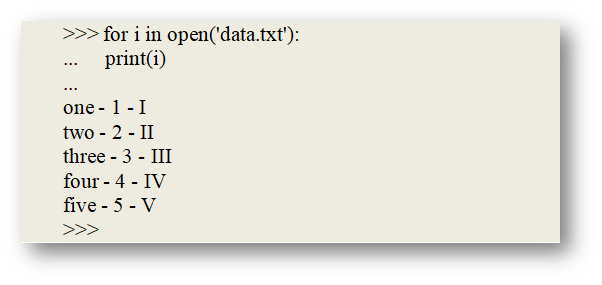 >>> for i in open('data.txt'):
...     print(i)
...
one - 1 - I
two - 2 - II
three - 3 - III
four - 4 - IV
five - 5 - V
>>>